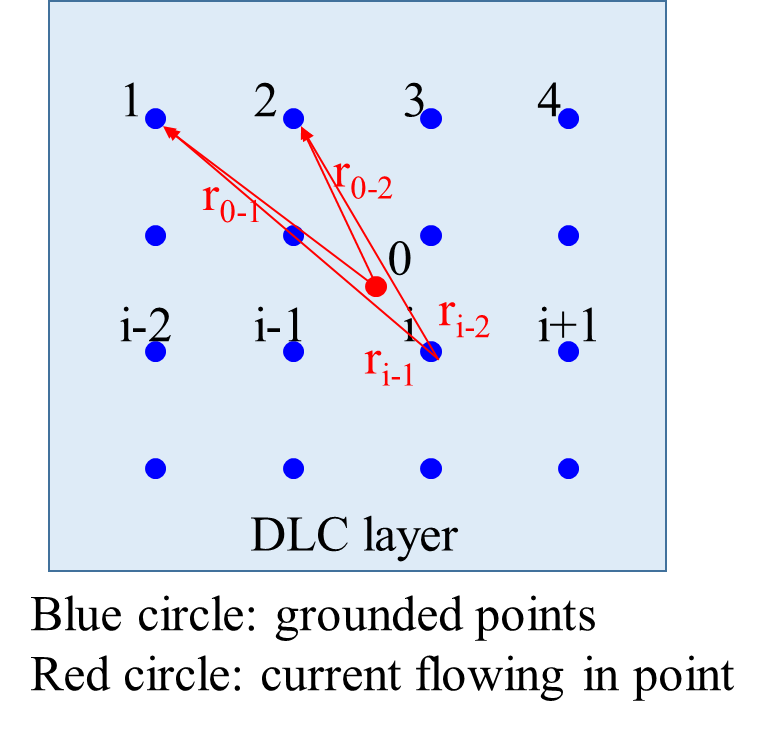 1 2 3 4
r0-2
r0-1
0
i-2 i-1 i ri-2 i+1
ri-1
DLC layer
Blue circle: grounded points
Red circle: current flowing in point